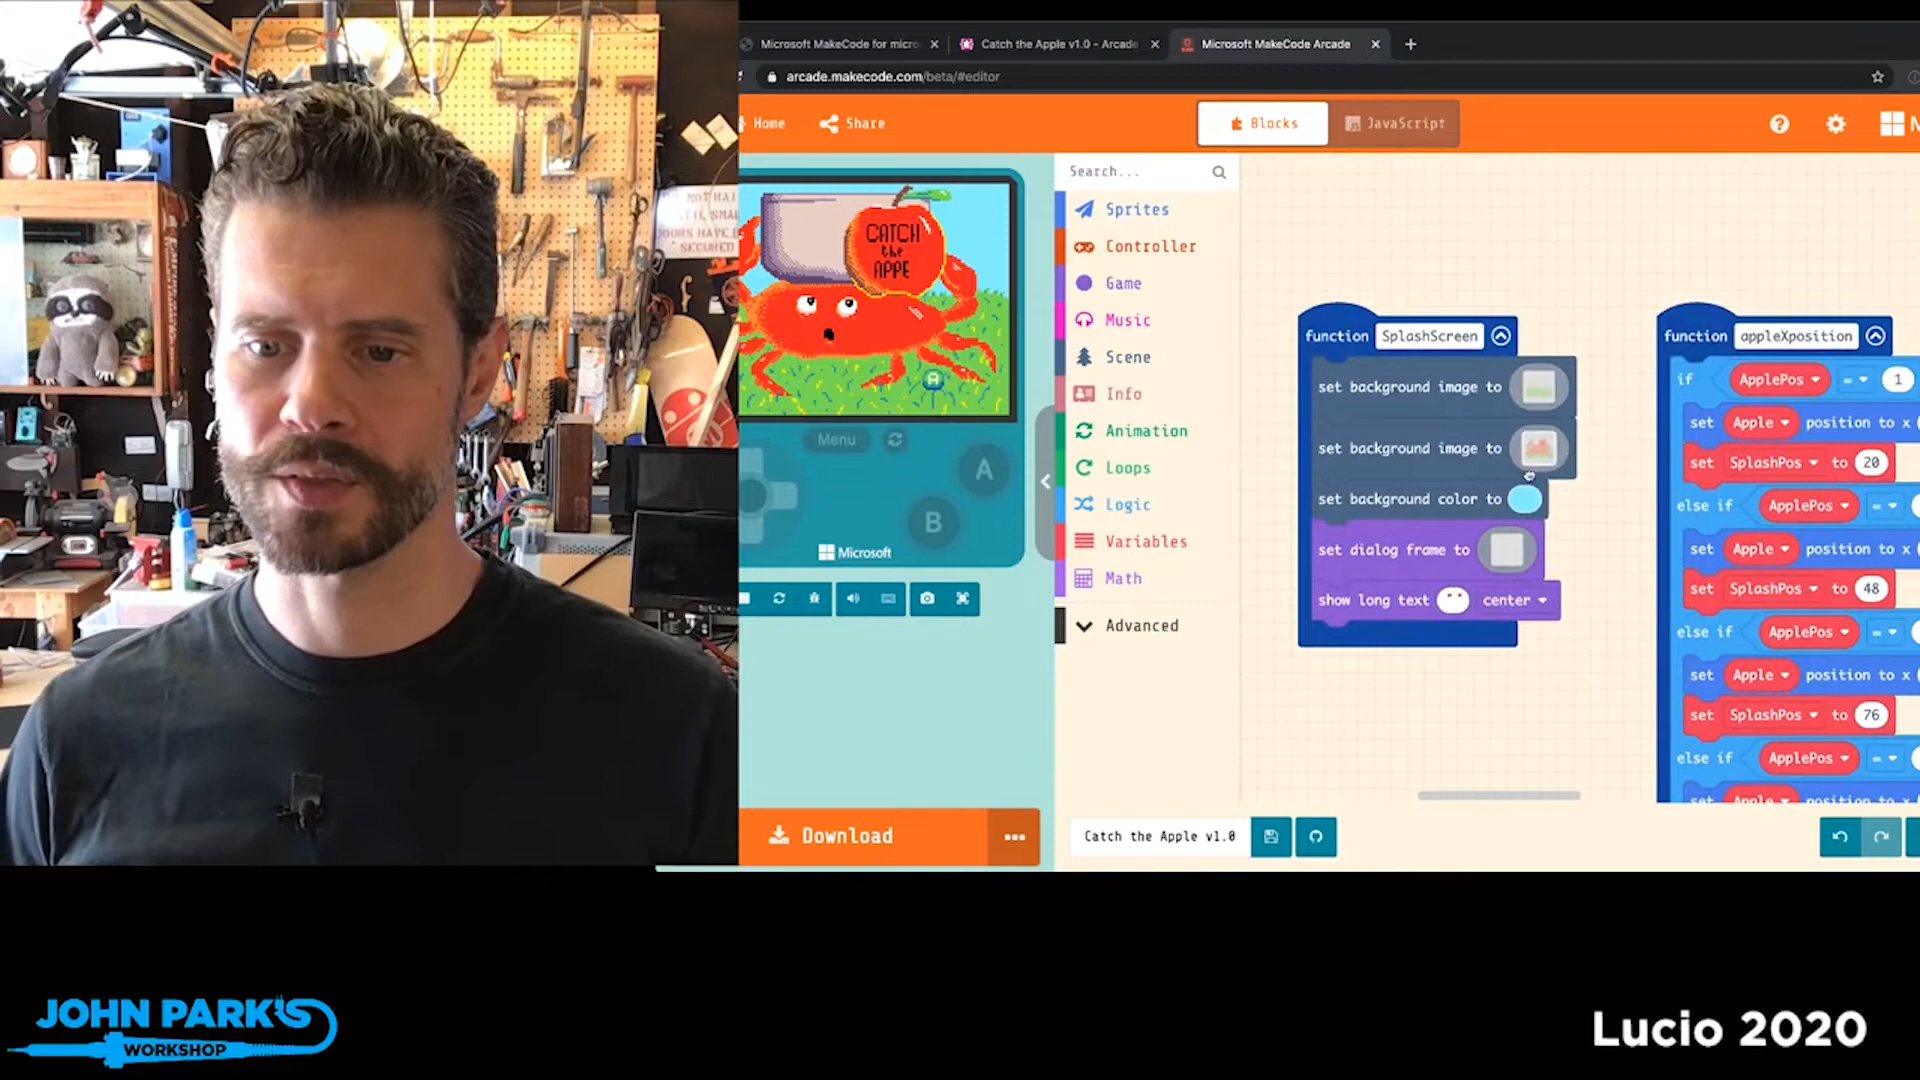 Microsoft MakeCode for micro
Catch the Apple v1.0 - Arcade
Microsoft MakeCode Arcade
arcade.makecode.com/beta/#editor
Home
Share
Blocks
JavaScript
Search...
Sprites
Controller
Game
Music
Scene
Info
Animation
Loops
Logic
Variables
Math
Advanced
CATCH
the
APPE
A
Menu
A
B
Microsoft
Download
Catch the Apple v1.0
function SplashScreen
set background image to
set background image to
set background color to
set dialog frame to
show long text " " center
function appleXposition
if ApplePos = 1
set Apple position to x
set SplashPos to 20
else if ApplePos =
set Apple position to x
set SplashPos to 48
else if ApplePos =
set Apple position to x
set SplashPos to 76
else if ApplePos =
set Apple position to x
SECURED
JOHN PARK'S
WORKSHOP
Lucio 2020